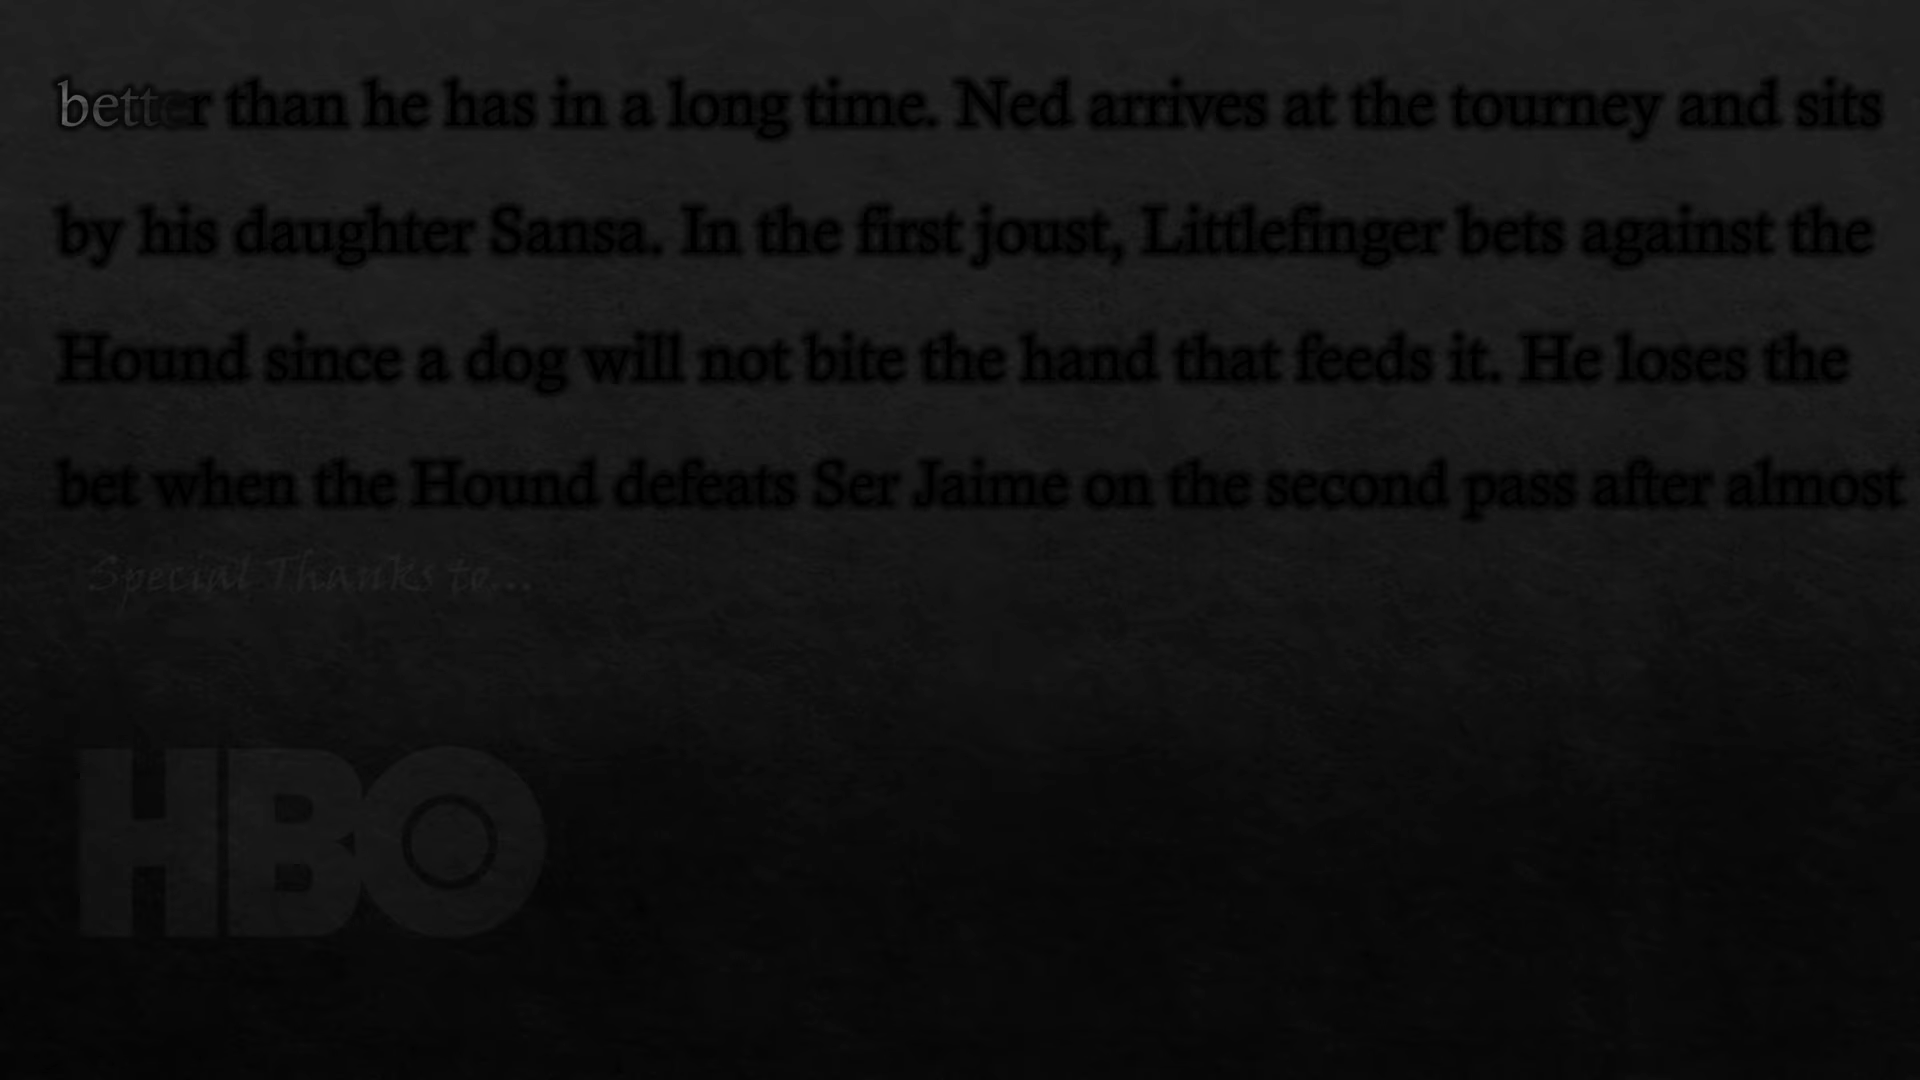 better than he has in a long time. Ned arrives at the tourney and sits
by his daughter Sansa. In the first joust, Littlefinger bets against the
Hound since a dog will not bite the hand that feeds it. He loses the
bet when the Hound defeats Ser Jaime on the second pass after almost
Special Thanks to...
HBO